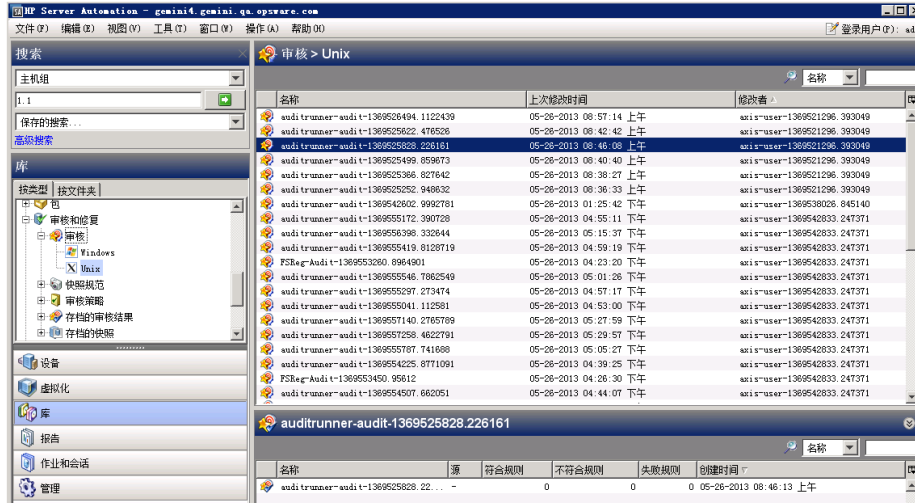 HP Server Automation - gemini4.gemini.qa.opsware.com
文件(F) 编辑(E) 视图(V) 工具(T) 窗口(W) 操作(A) 帮助(H) 登录用户(P): ad
搜索
主机组
1.1
保存的搜索...
高级搜索
库
按类型 按文件夹
包
审核和修复
审核
Windows
Unix
快照规范
审核策略
存档的审核结果
存档的快照
设备
虚拟化
库
报告
作业和会话
管理
审核 > Unix
名称
名称 上次修改时间 修改者
auditrunner-audit-1369526494.1122439 05-26-2013 08:57:14 上午 axis-user-1369521296.393049
auditrunner-audit-1369525622.476526 05-26-2013 08:42:42 上午 axis-user-1369521296.393049
auditrunner-audit-1369525828.226161 05-26-2013 08:46:08 上午 axis-user-1369521296.393049
auditrunner-audit-1369525499.859673 05-26-2013 08:40:40 上午 axis-user-1369521296.393049
auditrunner-audit-1369525366.827642 05-26-2013 08:38:27 上午 axis-user-1369521296.393049
auditrunner-audit-1369525252.948632 05-26-2013 08:36:33 上午 axis-user-1369521296.393049
auditrunner-audit-1369542602.9992781 05-26-2013 01:25:42 下午 axis-user-1369538026.845140
auditrunner-audit-1369555172.390728 05-26-2013 04:55:11 下午 axis-user-1369542833.247371
auditrunner-audit-1369556398.332644 05-26-2013 05:15:37 下午 axis-user-1369542833.247371
auditrunner-audit-1369555419.8128719 05-26-2013 04:59:19 下午 axis-user-1369542833.247371
FSReg-Audit-1369553260.8964901 05-26-2013 04:23:20 下午 axis-user-1369542833.247371
auditrunner-audit-1369555546.7862549 05-26-2013 05:01:26 下午 axis-user-1369542833.247371
auditrunner-audit-1369555297.273474 05-26-2013 04:57:17 下午 axis-user-1369542833.247371
auditrunner-audit-1369555041.112581 05-26-2013 04:53:00 下午 axis-user-1369542833.247371
auditrunner-audit-1369557140.2765789 05-26-2013 05:27:59 下午 axis-user-1369542833.247371
auditrunner-audit-1369557258.4622791 05-26-2013 05:29:57 下午 axis-user-1369542833.247371
auditrunner-audit-1369555787.741688 05-26-2013 05:05:27 下午 axis-user-1369542833.247371
auditrunner-audit-1369554225.8771091 05-26-2013 04:39:25 下午 axis-user-1369542833.247371
FSReg-Audit-1369553450.95612 05-26-2013 04:26:30 下午 axis-user-1369542833.247371
auditrunner-audit-1369554507.662051 05-26-2013 04:44:07 下午 axis-user-1369542833.247371
auditrunner-audit-1369525828.226161
名称
名称 源 符合规则 不符合规则 失败规则 创建时间
auditrunner-audit-1369525828.22... - 0 0 0 05-26-2013 08:46:13 上午